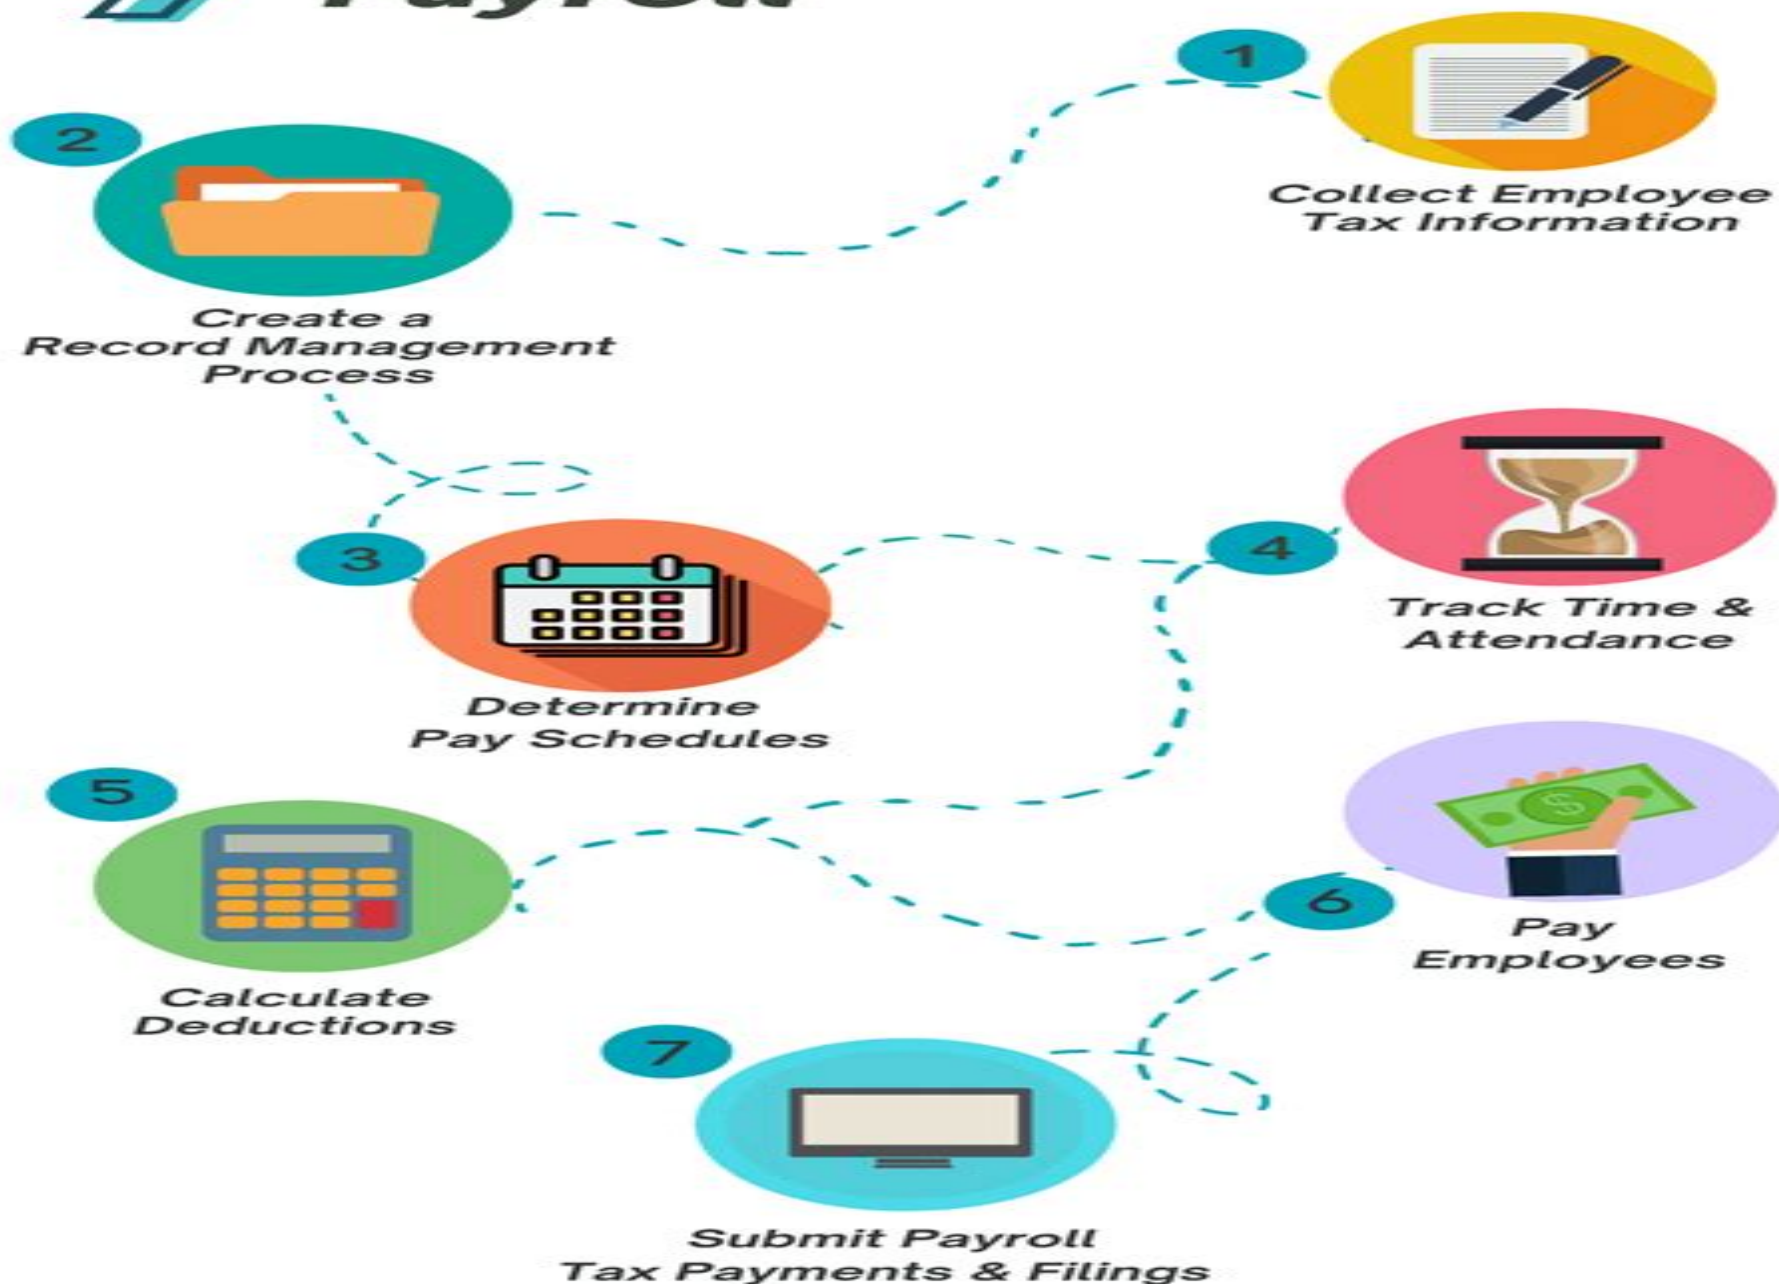 Payroll
1
Collect Employee
Tax Information
2
Create a
Record Management
Process
3
Determine
Pay Schedules
4
Track Time &
Attendance
5
Calculate
Deductions
6
Pay
Employees
7
Submit Payroll
Tax Payments & Filings